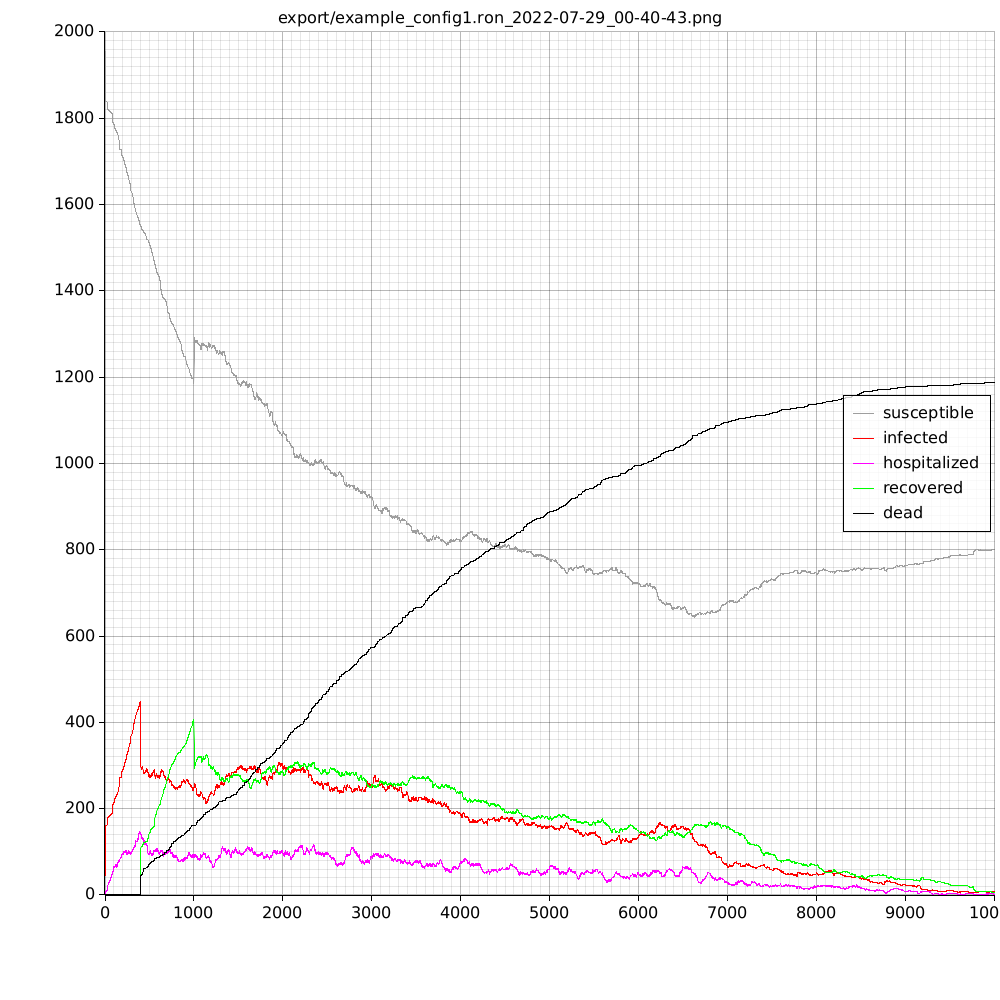 export/example_config1.ron_2022-07-29_00-40-43.png
2000
1800
1600
1400
1200
1000
800
600
400
200
0
susceptible
infected
hospitalized
recovered
dead
0 1000 2000 3000 4000 5000 6000 7000 8000 9000 100